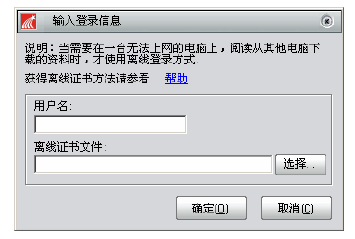 输入登录信息
说明：当需要在一台无法上网的电脑上，阅读从其他电脑下
载的资料时，才使用离线登录方式.
获得离线证书方法请参看 帮助
用户名:
离线证书文件:
选择...
确定(O)
取消(C)